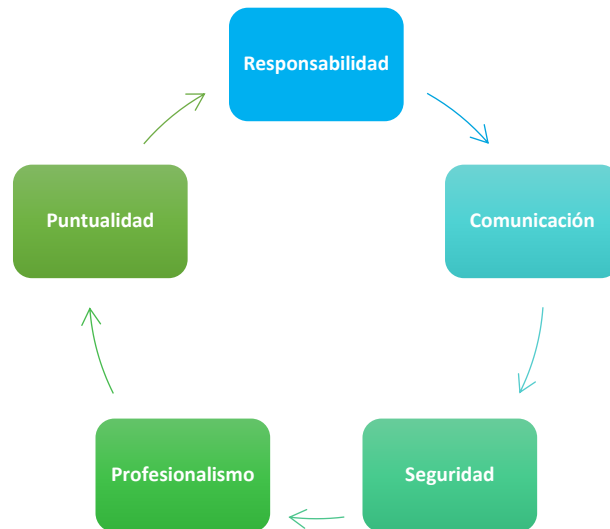 Responsabilidad
Comunicación
Seguridad
Profesionalismo
Puntualidad